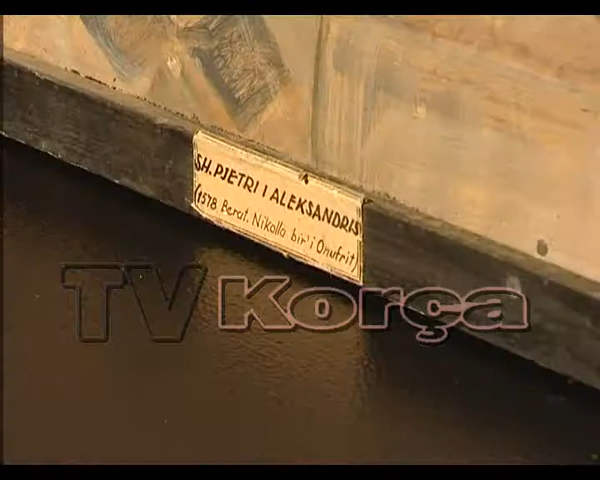 SH. PJETRI I ALEKSANDRIS
(1578 Berat. Nikolla bir'i Onufrit)
TV Korça